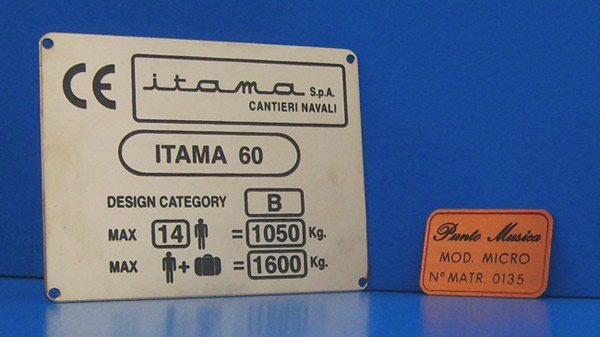 CE
itama S.p.A.
CANTIERI NAVALI
ITAMA 60
DESIGN CATEGORY B
MAX 14 = 1050 Kg.
MAX + = 1600 Kg.
Punto Musica
MOD. MICRO
N° MATR. 0135